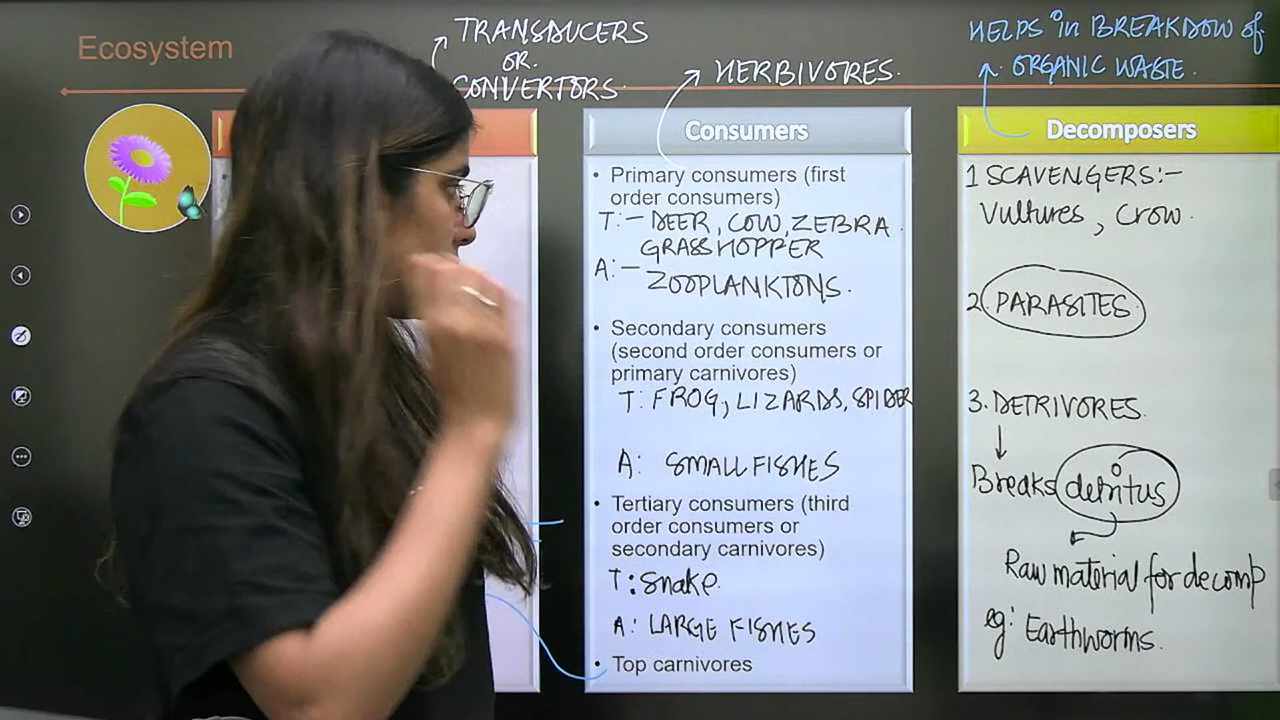 Ecosystem
TRANSDUCERS
OR.
CONVERTORS.
HERBIVORES.
HELPS in BREAKDOW of
ORGANIC WASTE.
Consumers
• Primary consumers (first
order consumers)
T:- DEER, COW, ZEBRA.
GRASSHOPPER
A:- ZOOPLANKTONS.
• Secondary consumers
(second order consumers or
primary carnivores)
T: FROG, LIZARDS, SPIDER
A: SMALL FISHES
• Tertiary consumers (third
order consumers or
secondary carnivores)
T: Snake.
A: LARGE FISHES
• Top carnivores
Decomposers
1 SCAVENGERS:-
Vultures, Crow.
2 PARASITES.
3. DETRIVORES.
Breaks detritus
Raw material for decomp
eg: Earthworms.